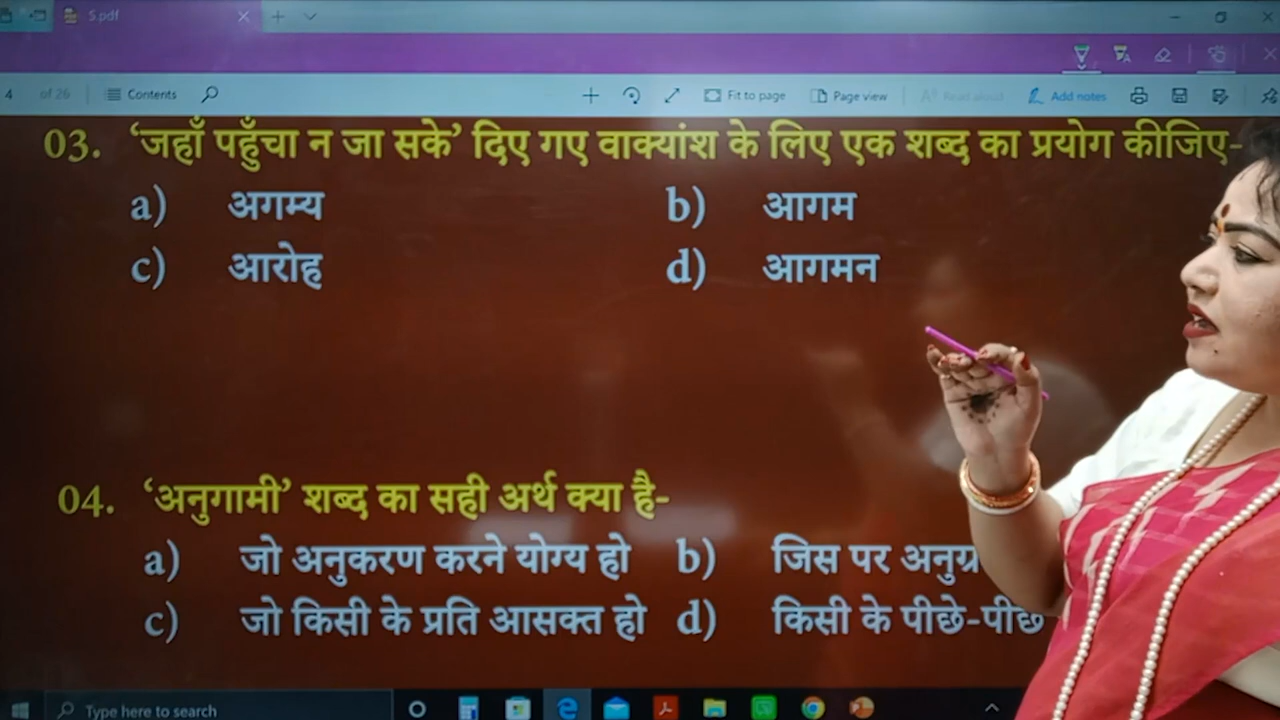 5.pdf
4 of 26 Contents Fit to page Page view Read aloud Add notes
03. ‘जहाँ पहुँचा न जा सके’ दिए गए वाक्यांश के लिए एक शब्द का प्रयोग कीजिए-
a) अगम्य b) आगम
c) आरोह d) आगमन
04. ‘अनुगामी’ शब्द का सही अर्थ क्या है-
a) जो अनुकरण करने योग्य हो b) जिस पर
c) जो किसी के प्रति आसक्त हो d) किसी के पीछे-पीछे
Type here to search